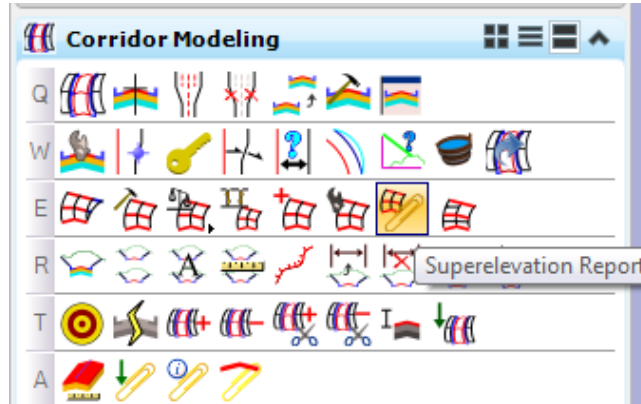 Corridor Modeling
Q
W
E
R
Superelevation Report
T
A
A